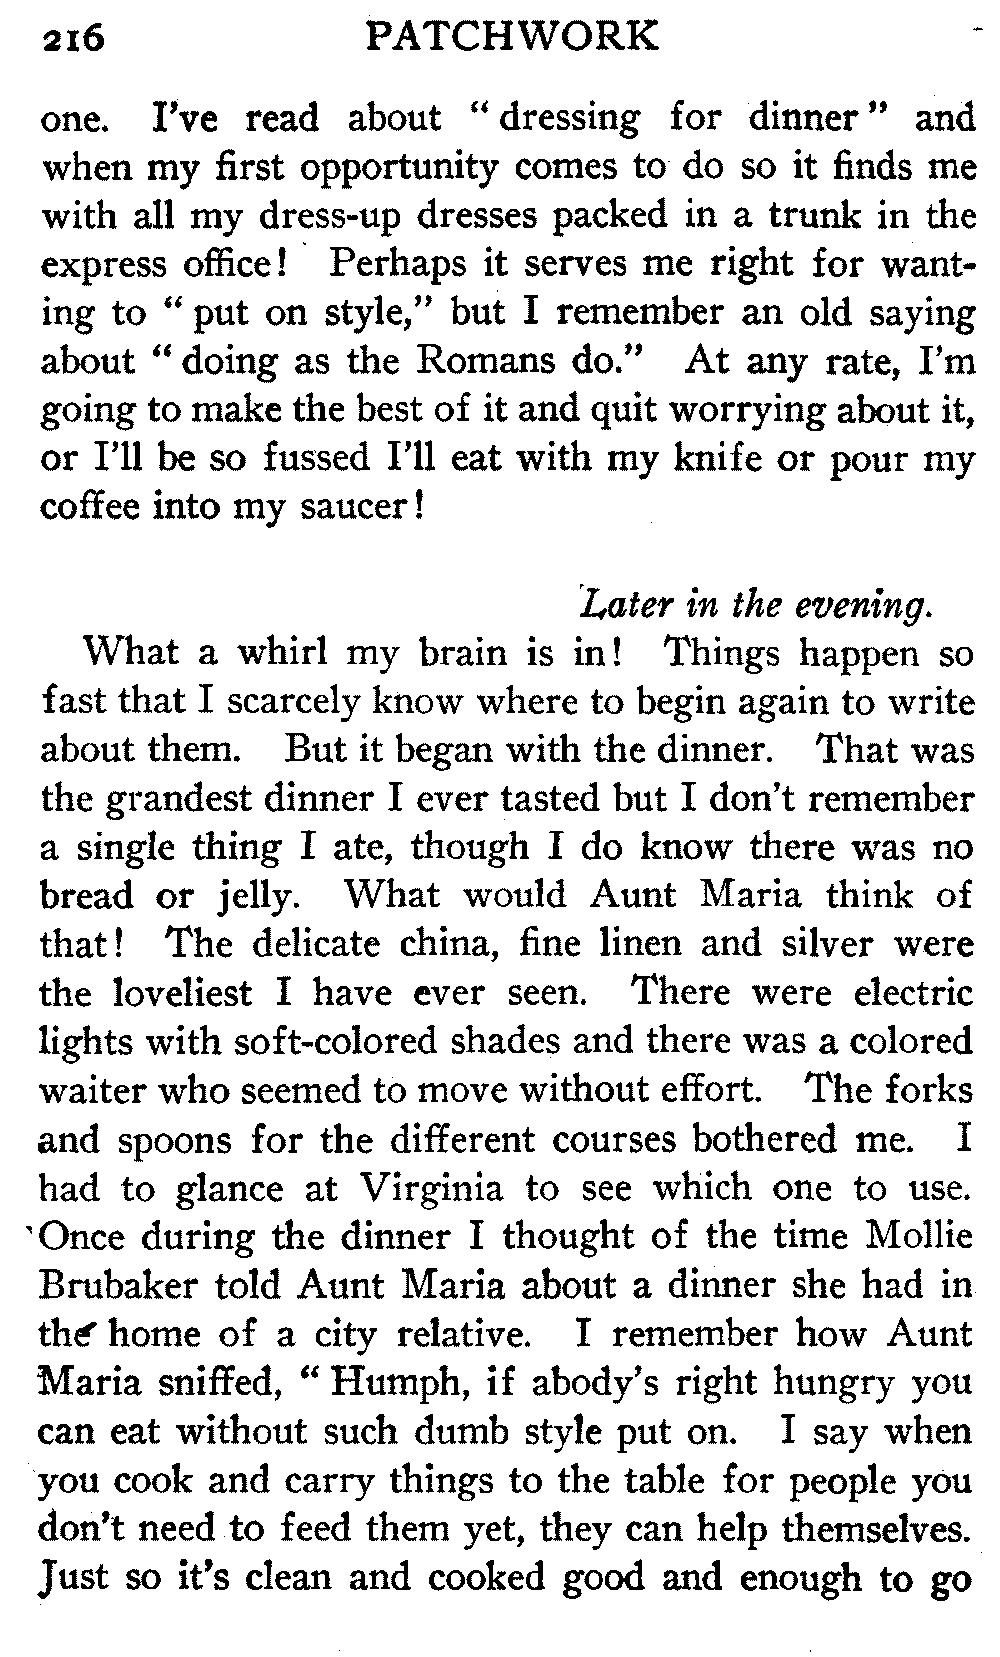 216 PATCHWORK
one. I've read about "dressing for dinner" and
when my first opportunity comes to do so it finds me
with all my dress-up dresses packed in a trunk in the
express office! Perhaps it serves me right for want-
ing to "put on style," but I remember an old saying
about "doing as the Romans do." At any rate, I'm
going to make the best of it and quit worrying about it,
or I'll be so fussed I'll eat with my knife or pour my
coffee into my saucer!
Later in the evening.
What a whirl my brain is in! Things happen so
fast that I scarcely know where to begin again to write
about them. But it began with the dinner. That was
the grandest dinner I ever tasted but I don't remember
a single thing I ate, though I do know there was no
bread or jelly. What would Aunt Maria think of
that! The delicate china, fine linen and silver were
the loveliest I have ever seen. There were electric
lights with soft-colored shades and there was a colored
waiter who seemed to move without effort. The forks
and spoons for the different courses bothered me. I
had to glance at Virginia to see which one to use.
Once during the dinner I thought of the time Mollie
Brubaker told Aunt Maria about a dinner she had in
the home of a city relative. I remember how Aunt
Maria sniffed, "Humph, if abody's right hungry you
can eat without such dumb style put on. I say when
you cook and carry things to the table for people you
don't need to feed them yet, they can help themselves.
Just so it's clean and cooked good and enough to go